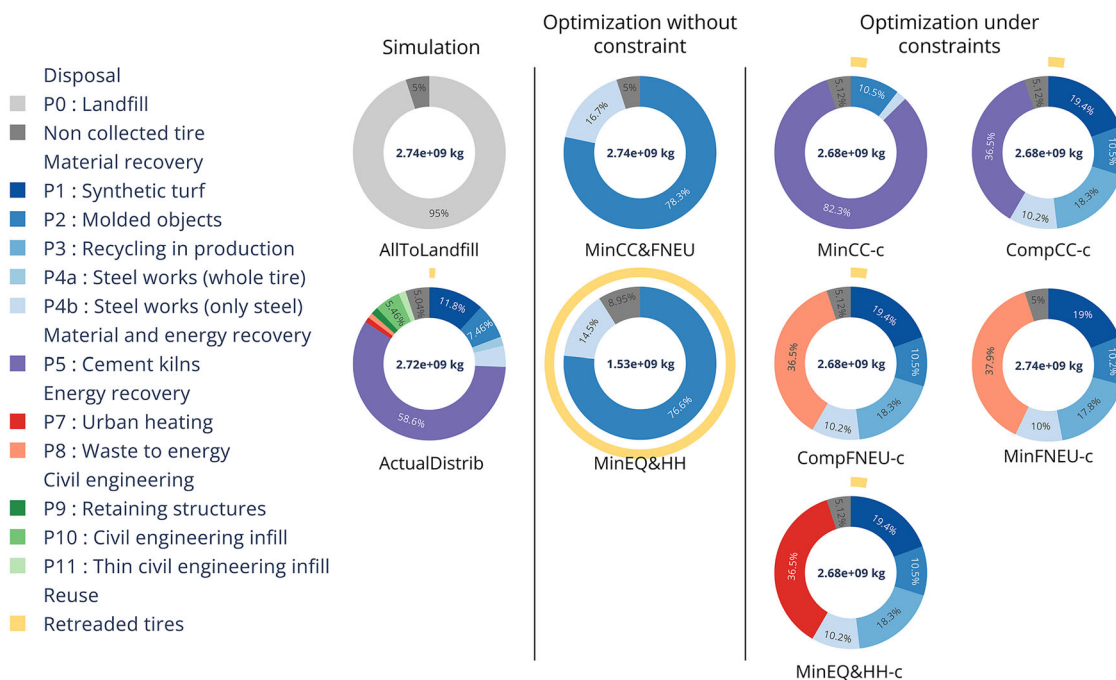 Simulation
Optimization without
constraint
Optimization under
constraints
Disposal
P0 : Landfill
Non collected tire
Material recovery
P1 : Synthetic turf
P2 : Molded objects
P3 : Recycling in production
P4a : Steel works (whole tire)
P4b : Steel works (only steel)
Material and energy recovery
P5 : Cement kilns
Energy recovery
P7 : Urban heating
P8 : Waste to energy
Civil engineering
P9 : Retaining structures
P10 : Civil engineering infill
P11 : Thin civil engineering infill
Reuse
Retreaded tires
5%
2.74e+09 kg
95%
AllToLandfill
5.04%
5.46%
11.8%
7.46%
2.72e+09 kg
58.6%
ActualDistrib
5%
16.7%
2.74e+09 kg
78.3%
MinCC&FNEU
8.95%
14.5%
1.53e+09 kg
76.6%
MinEQ&HH
5.12%
10.5%
2.68e+09 kg
82.3%
MinCC-c
5.12%
19.4%
36.5%
2.68e+09 kg
10.5%
18.3%
10.2%
CompCC-c
5.12%
19.4%
36.5%
2.68e+09 kg
10.5%
18.3%
10.2%
CompFNEU-c
5%
19%
37.9%
2.74e+09 kg
10.2%
17.8%
10%
MinFNEU-c
5.12%
19.4%
36.5%
2.68e+09 kg
10.5%
18.3%
10.2%
MinEQ&HH-c